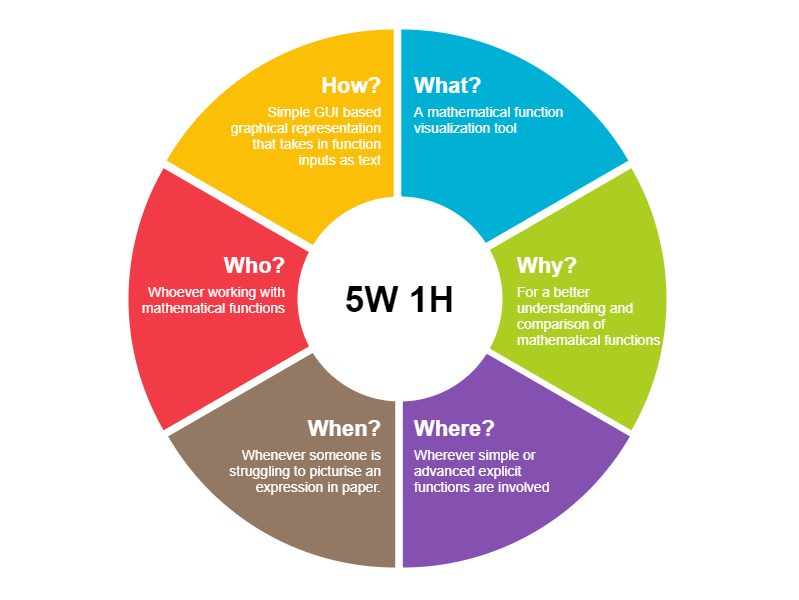 How?
Simple GUI based
graphical representation
that takes in function
inputs as text
What?
A mathematical function
visualization tool
Who?
Whoever working with
mathematical functions
5W 1H
Why?
For a better
understanding and
comparison of
mathematical functions
When?
Whenever someone is
struggling to picturise an
expression in paper.
Where?
Wherever simple or
advanced explicit
functions are involved